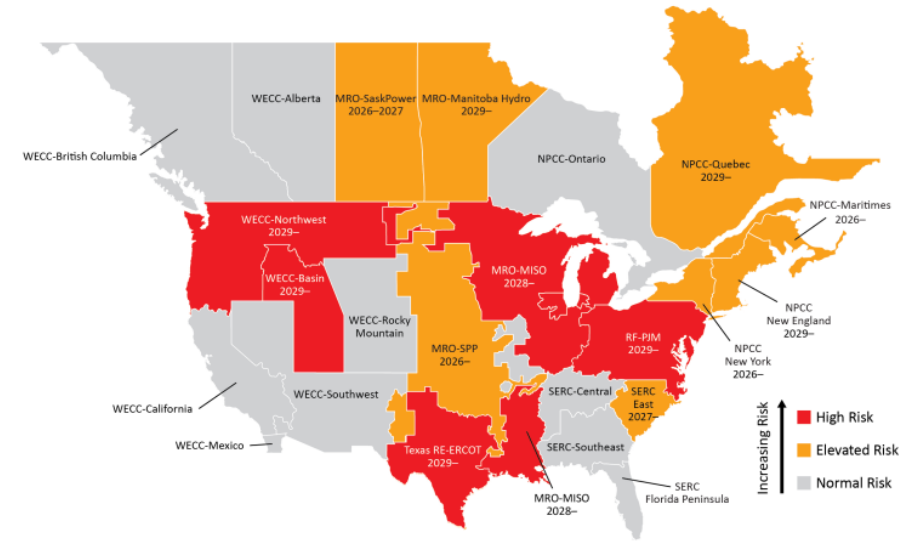 WECC-Alberta
MRO-SaskPower
2026–2027
MRO-Manitoba Hydro
2029–
WECC-British Columbia
NPCC-Ontario
NPCC-Quebec
2029–
NPCC-Maritimes
2026–
WECC-Northwest
2029–
WECC-Basin
2029–
MRO-MISO
2028–
WECC-Rocky
Mountain
MRO-SPP
2026–
RF-PJM
2029–
NPCC
New England
2029–
NPCC
New York
2026–
WECC-Southwest
SERC-Central
SERC
East
2027–
WECC-California
WECC-Mexico
Texas RE-ERCOT
2029–
SERC-Southeast
MRO-MISO
2028–
SERC
Florida Peninsula
Increasing Risk
High Risk
Elevated Risk
Normal Risk